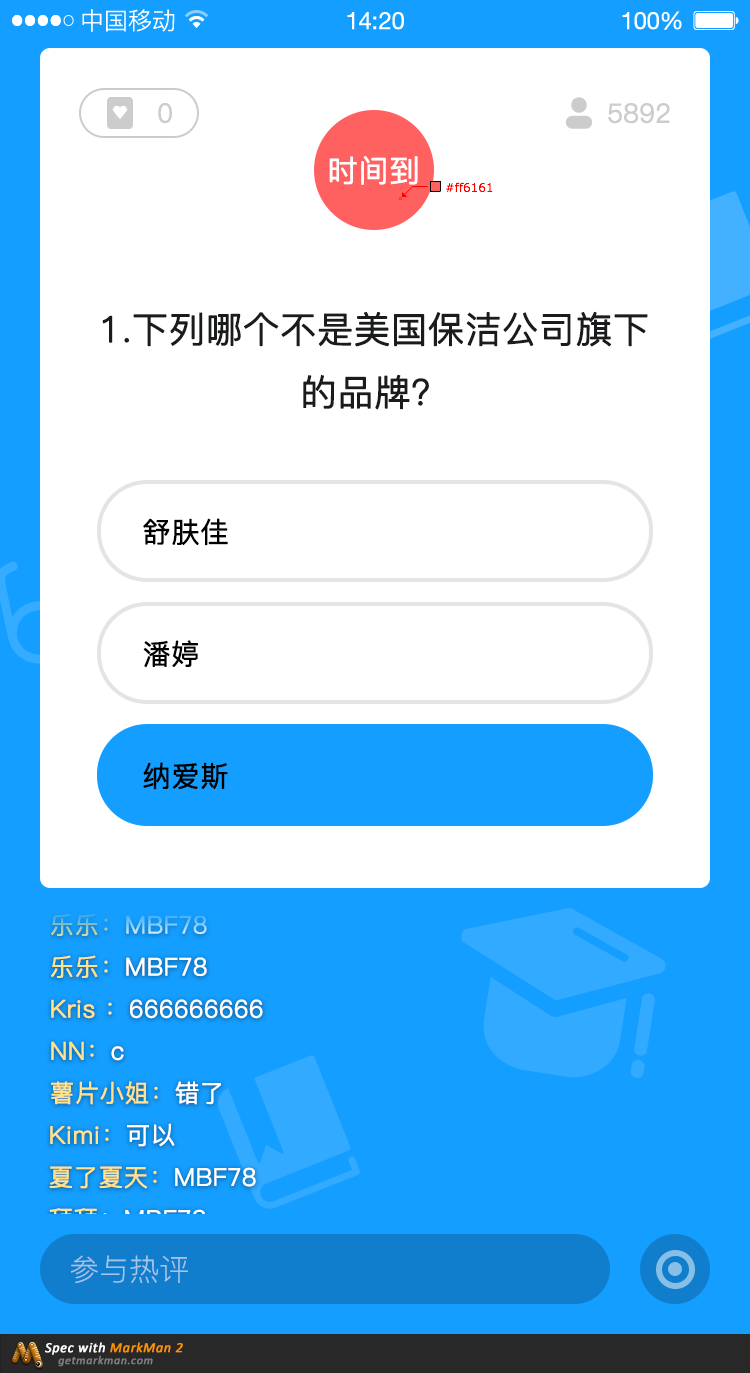 中国移动 14:20 100%
0 5892
时间到
#ff6161
1.下列哪个不是美国保洁公司旗下
的品牌?
舒肤佳
潘婷
纳爱斯
乐乐：MBF78
乐乐：MBF78
Kris ：666666666
NN：c
薯片小姐：错了
Kimi：可以
夏了夏天：MBF78
拜拜：MBF78
参与热评
Spec with MarkMan 2
getmarkman.com